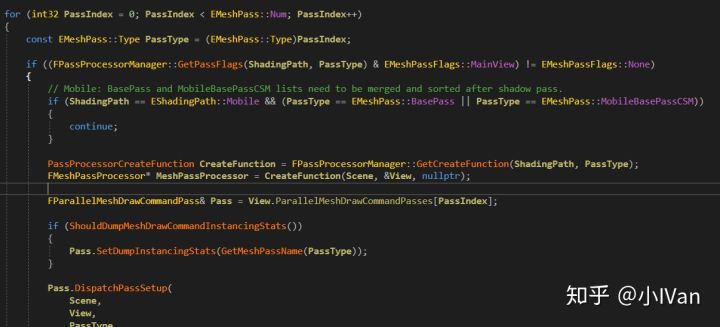 for (int32 PassIndex = 0; PassIndex < EMeshPass::Num; PassIndex++)
{
    const EMeshPass::Type PassType = (EMeshPass::Type)PassIndex;
    if ((FPassProcessorManager::GetPassFlags(ShadingPath, PassType) & EMeshPassFlags::MainView) != EMeshPassFlags::None)
    {
        // Mobile: BasePass and MobileBasePassCSM lists need to be merged and sorted after shadow pass.
        if (ShadingPath == EShadingPath::Mobile && (PassType == EMeshPass::BasePass || PassType == EMeshPass::MobileBasePassCSM))
        {
            continue;
        }
        PassProcessorCreateFunction CreateFunction = FPassProcessorManager::GetCreateFunction(ShadingPath, PassType);
        FMeshPassProcessor* MeshPassProcessor = CreateFunction(Scene, &View, nullptr);
        FParallelMeshDrawCommandPass& Pass = View.ParallelMeshDrawCommandPasses[PassIndex];
        if (ShouldDumpMeshDrawCommandInstancingStats())
        {
            Pass.SetDumpInstancingStats(GetMeshPassName(PassType));
        }
        Pass.DispatchPassSetup(
            Scene,
            View,
            PassType
知乎 @小IVan